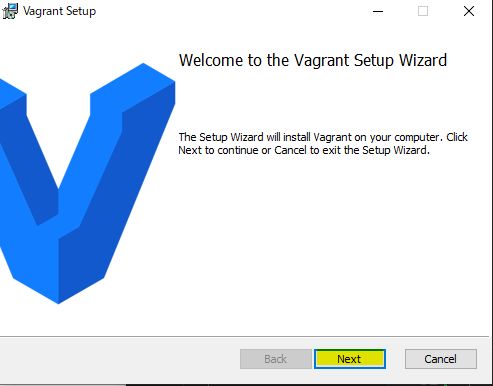 Vagrant Setup
Welcome to the Vagrant Setup Wizard
The Setup Wizard will install Vagrant on your computer. Click
Next to continue or Cancel to exit the Setup Wizard.
Back Next Cancel